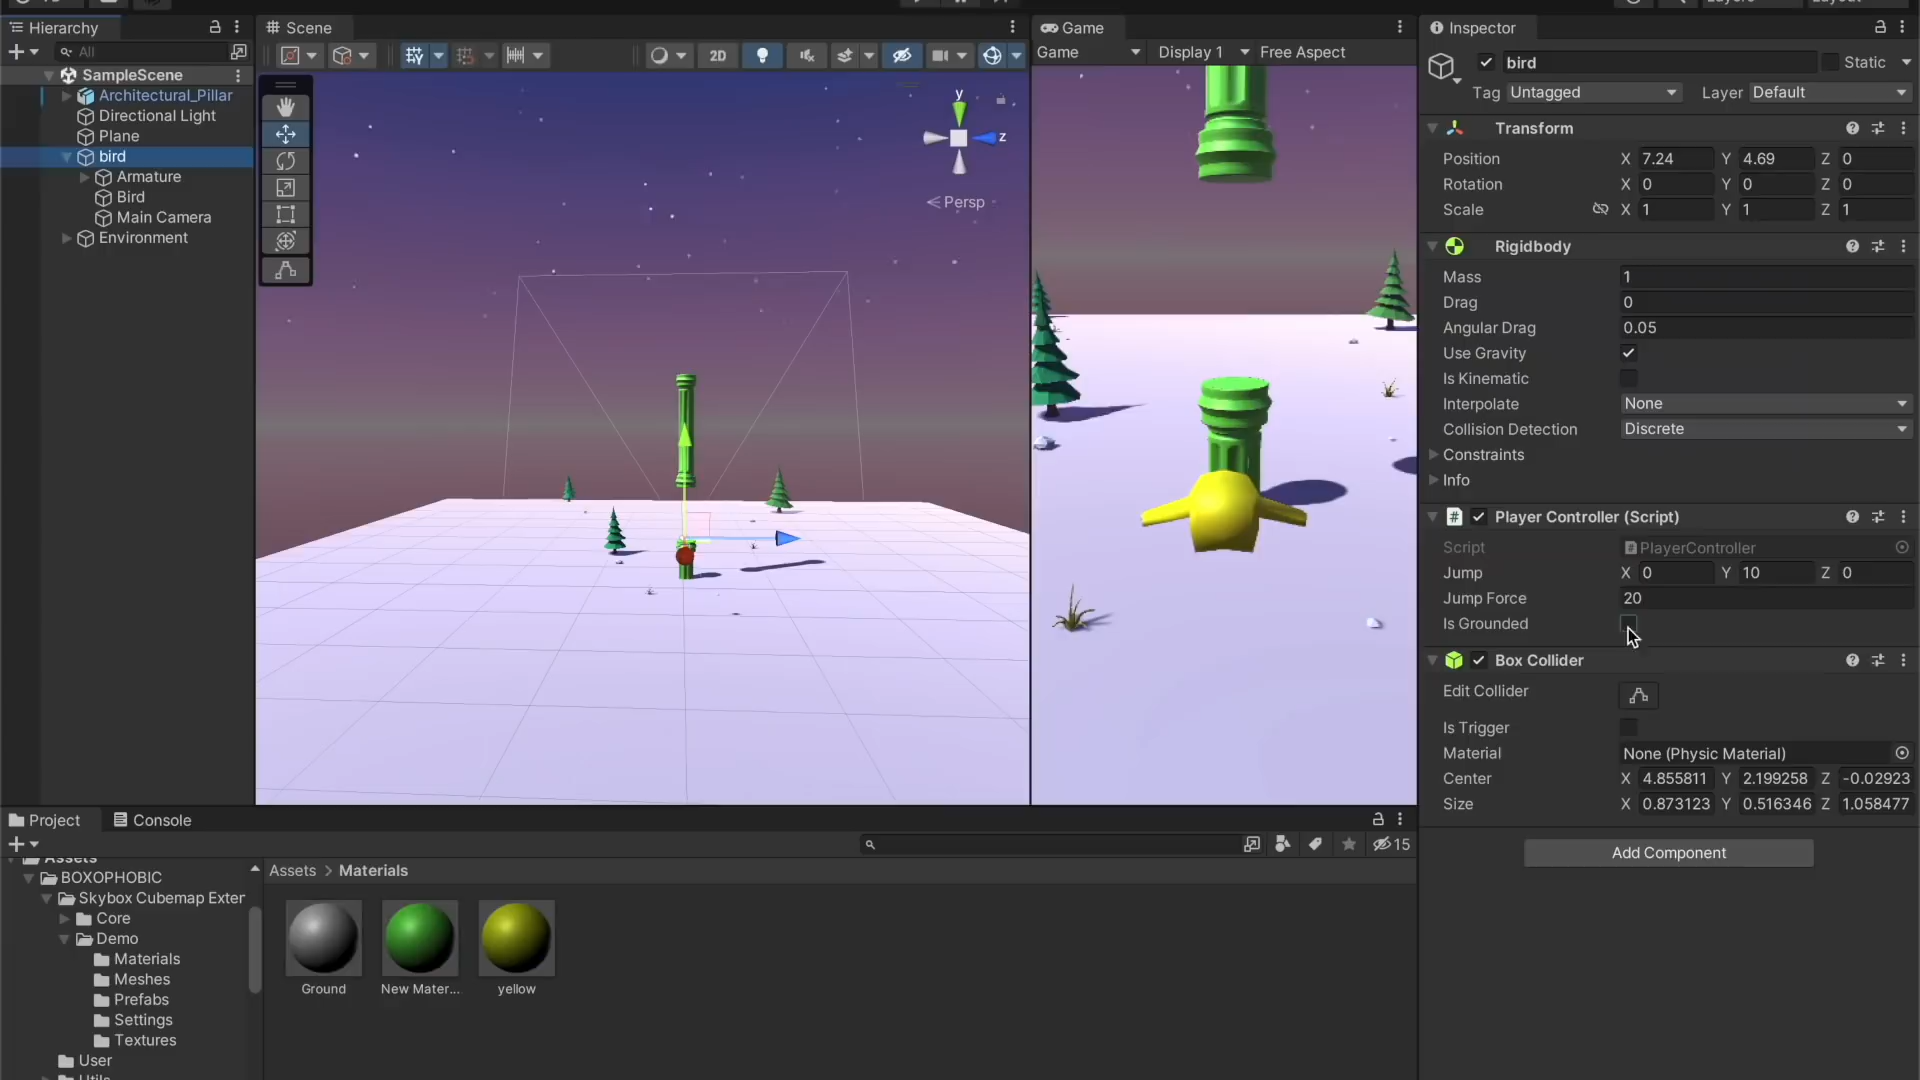 Hierarchy
All
SampleScene
Architectural_Pillar
Directional Light
Plane
bird
Armature
Bird
Main Camera
Environment
Scene
2D
y
z
Persp
Game
Game
Display 1
Free Aspect
Inspector
bird
Static
Tag Untagged
Layer Default
Transform
Position X 7.24 Y 4.69 Z 0
Rotation X 0 Y 0 Z 0
Scale X 1 Y 1 Z 1
Rigidbody
Mass 1
Drag 0
Angular Drag 0.05
Use Gravity
Is Kinematic
Interpolate None
Collision Detection Discrete
Constraints
Info
# Player Controller (Script)
Script # PlayerController
Jump X 0 Y 10 Z 0
Jump Force 20
Is Grounded
Box Collider
Edit Collider
Is Trigger
Material None (Physic Material)
Center X 4.855811 Y 2.199258 Z -0.02923
Size X 0.873123 Y 0.516346 Z 1.058477
Add Component
Project
Console
15
Assets
BOXOPHOBIC
Skybox Cubemap Exter
Core
Demo
Materials
Meshes
Prefabs
Settings
Textures
User
Assets > Materials
Ground
New Mater...
yellow